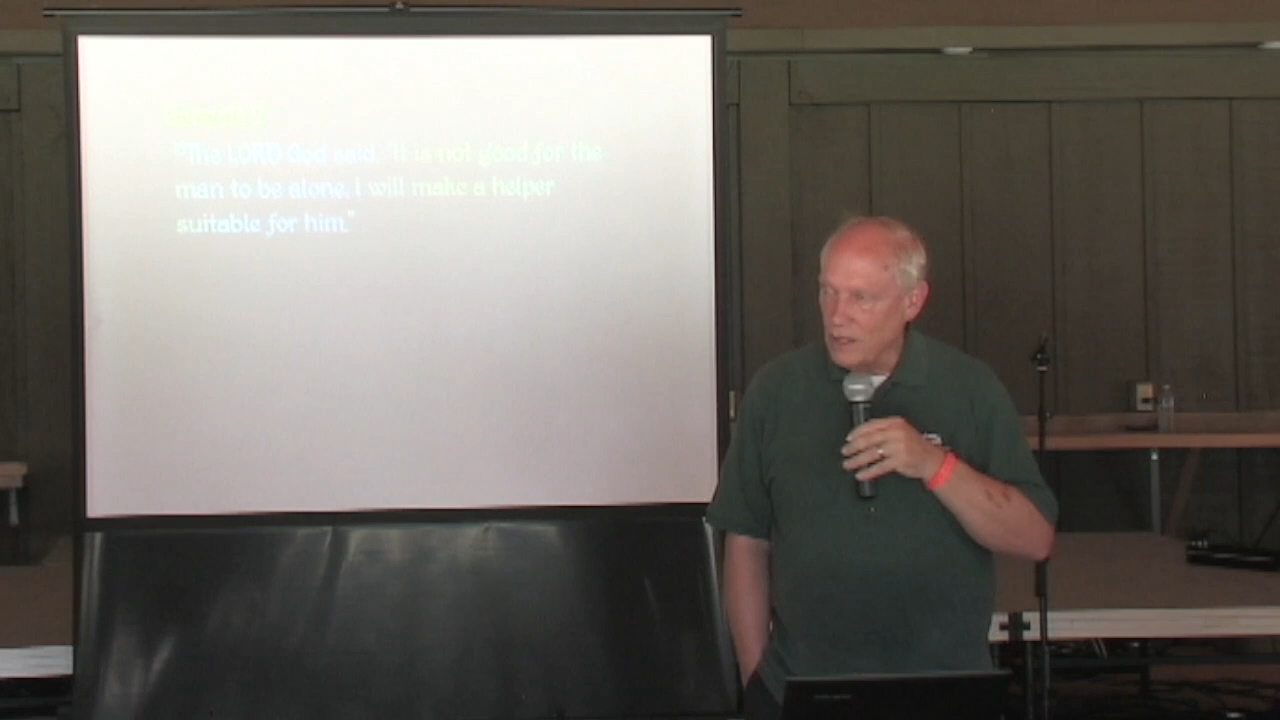 "The LORD God said. "It is not good for the
man to be alone. I will make a helper
suitable for him."